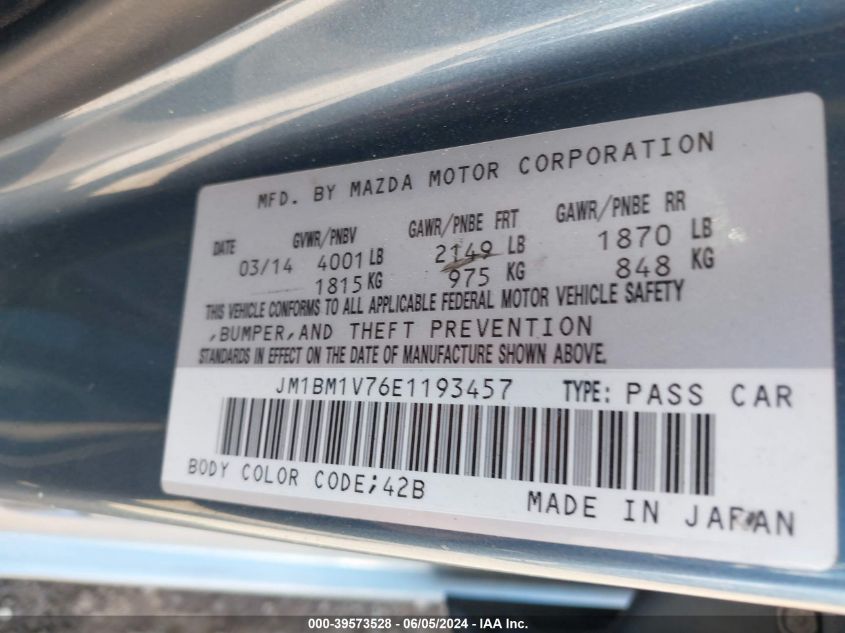 MFD. BY MAZDA MOTOR CORPORATION
DATE GVWR/PNBV GAWR/PNBE FRT GAWR/PNBE RR
03/14 4001 LB 2149 LB 1870 LB
1815 KG 975 KG 848 KG
THIS VEHICLE CONFORMS TO ALL APPLICABLE FEDERAL MOTOR VEHICLE SAFETY
,BUMPER,AND THEFT PREVENTION
STANDARDS IN EFFECT ON THE DATE OF MANUFACTURE SHOWN ABOVE.
JM1BM1V76E1193457 TYPE: PASS CAR
BODY COLOR CODE;42B
MADE IN JAPAN
000-39573528 - 06/05/2024 - IAA Inc.